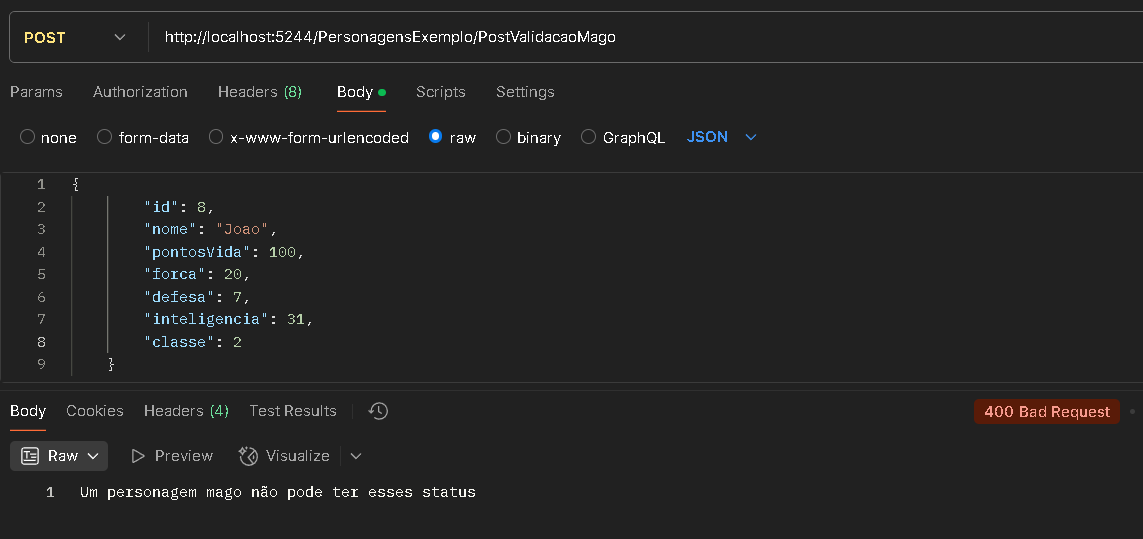 POST http://localhost:5244/PersonagensExemplo/PostValidacaoMago
Params Authorization Headers (8) Body Scripts Settings
none form-data x-www-form-urlencoded raw binary GraphQL JSON
1 {
2 "id": 8,
3 "nome": "Joao",
4 "pontosVida": 100,
5 "forca": 20,
6 "defesa": 7,
7 "inteligencia": 31,
8 "classe": 2
9 }
Body Cookies Headers (4) Test Results 400 Bad Request
Raw Preview Visualize
1 Um personagem mago não pode ter esses status